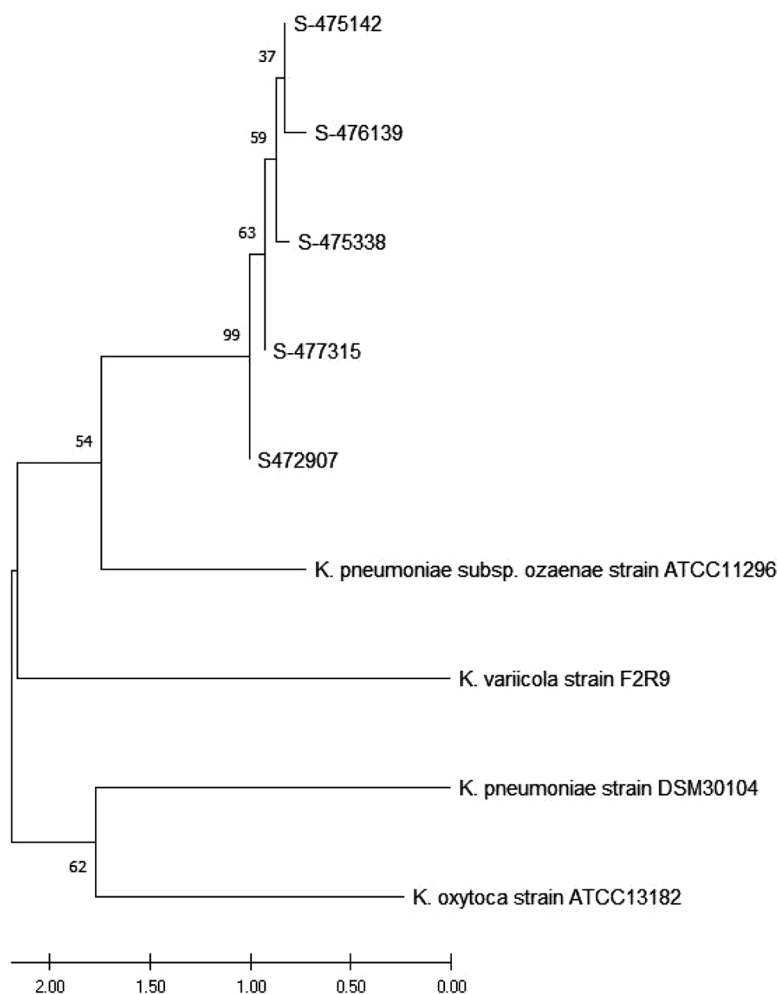 S-475142
37
S-476139
59
S-475338
63
S-477315
99
S472907
54
K. pneumoniae subsp. ozaenae strain ATCC11296
K. variicola strain F2R9
K. pneumoniae strain DSM30104
62
K. oxytoca strain ATCC13182
2.00 1.50 1.00 0.50 0.00